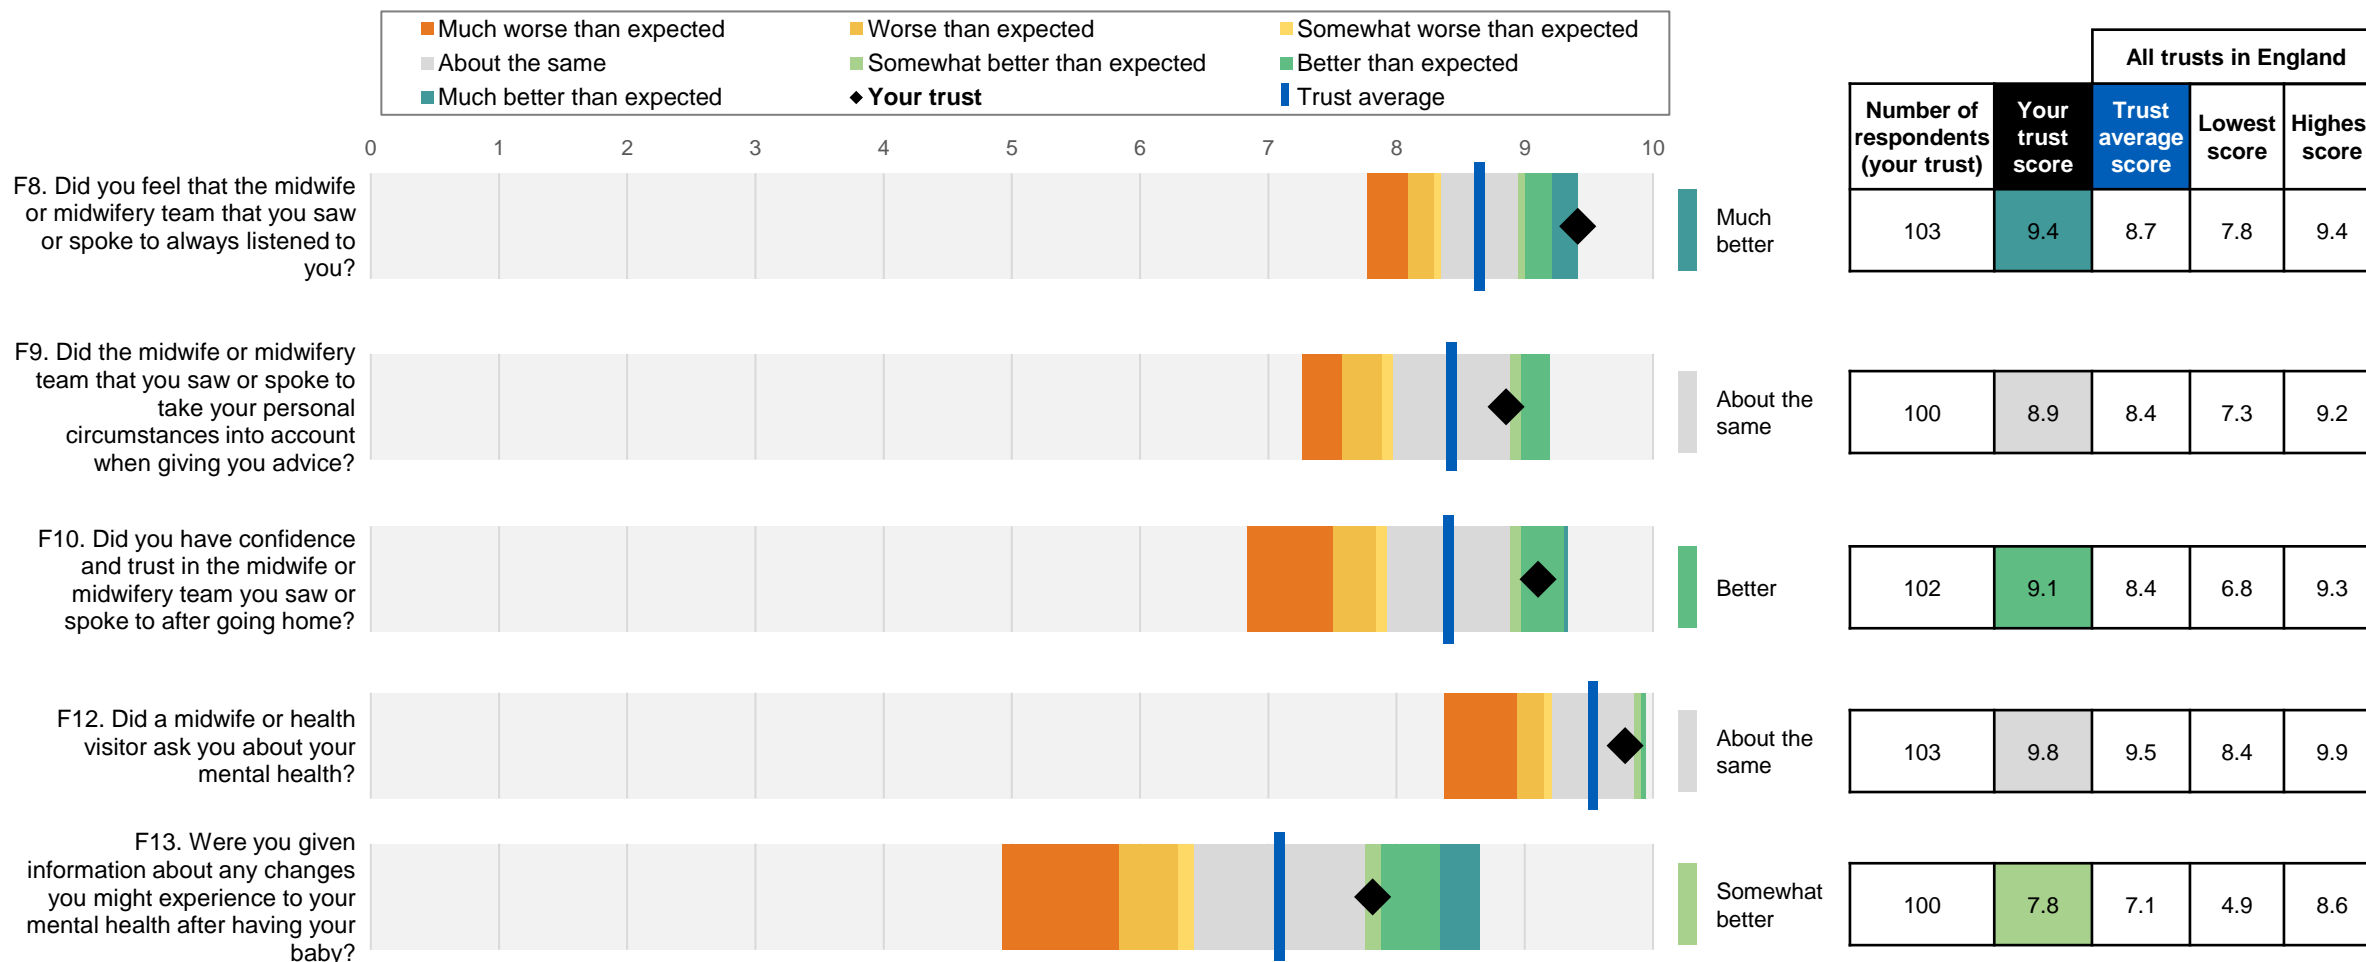 Much worse than expected
Worse than expected
Somewhat worse than expected
About the same
Somewhat better than expected
Better than expected
Much better than expected
Your trust
Trust average
All trusts in England
Number of respondents (your trust)
Your trust score
Trust average score
Lowest score
Highes score
0 1 2 3 4 5 6 7 8 9 10
F8. Did you feel that the midwife
or midwifery team that you saw
or spoke to always listened to
you?
Much
better
103 9.4 8.7 7.8 9.4
F9. Did the midwife or midwifery
team that you saw or spoke to
take your personal
circumstances into account
when giving you advice?
About the
same
100 8.9 8.4 7.3 9.2
F10. Did you have confidence
and trust in the midwife or
midwifery team you saw or
spoke to after going home?
Better
102 9.1 8.4 6.8 9.3
F12. Did a midwife or health
visitor ask you about your
mental health?
About the
same
103 9.8 9.5 8.4 9.9
F13. Were you given
information about any changes
you might experience to your
mental health after having your
baby?
Somewhat
better
100 7.8 7.1 4.9 8.6